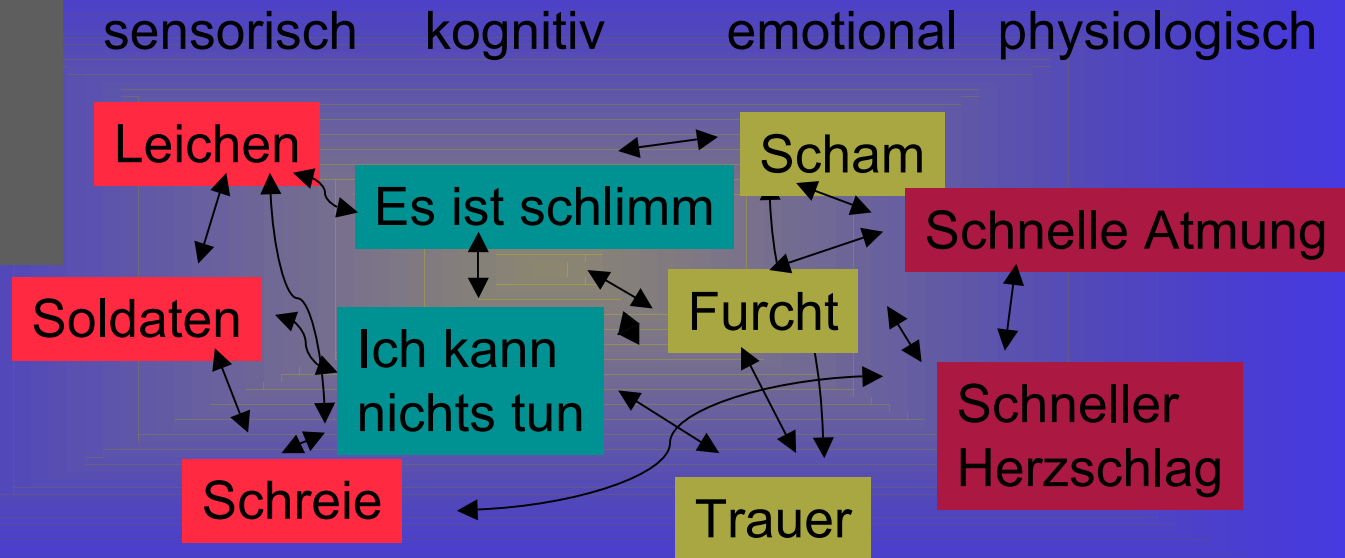 sensorisch kognitiv emotional physiologisch
Leichen
Scham
Es ist schlimm
Schnelle Atmung
Soldaten
Furcht
Ich kann
nichts tun
Schneller
Herzschlag
Schreie
Trauer